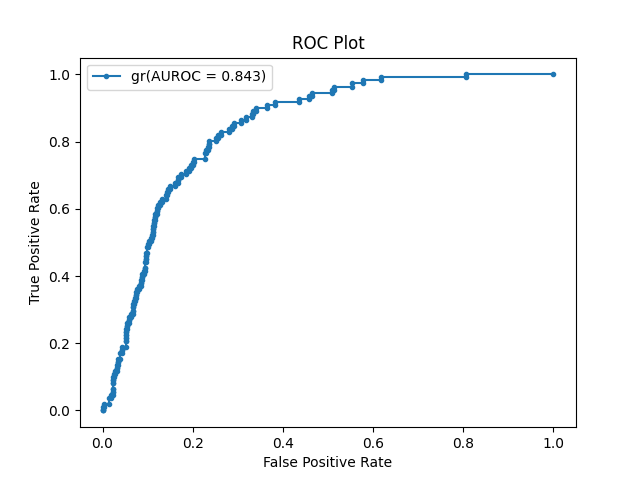 ROC Plot
gr(AUROC = 0.843)
True Positive Rate
1.0
0.8
0.6
0.4
0.2
0.0
0.0 0.2 0.4 0.6 0.8 1.0
False Positive Rate